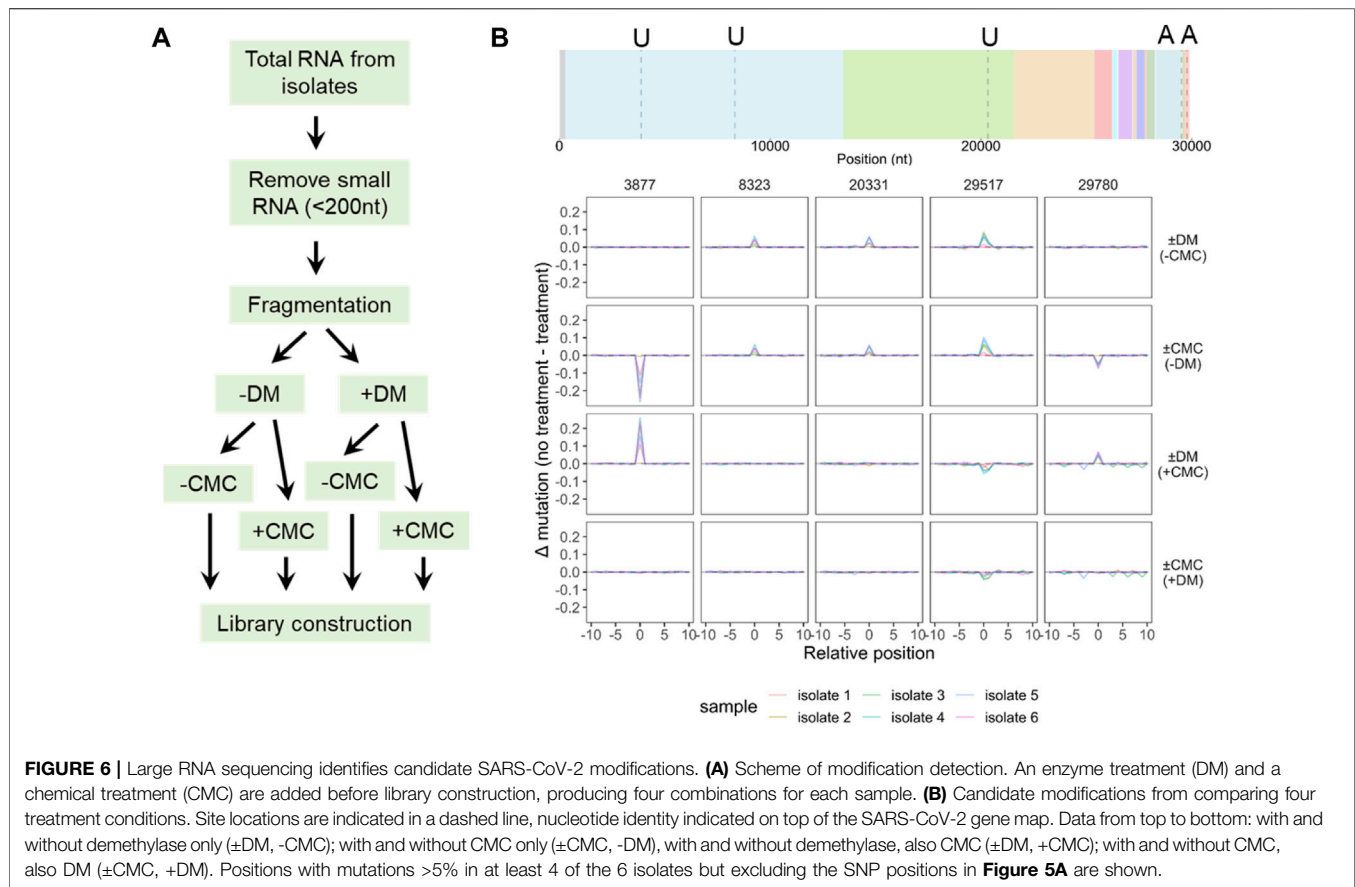 A
Total RNA from
isolates
Remove small
RNA (<200nt)
Fragmentation
-DM
+DM
-CMC
-CMC
+CMC
+CMC
Library construction
B
U U U A A
0 10000 20000 30000
Position (nt)
3877 8323 20331 29517 29780
Δ mutation (no treatment - treatment)
0.2
0.1
0.0
-0.1
-0.2
±DM
(-CMC)
0.2
0.1
0.0
-0.1
-0.2
±CMC
(-DM)
0.2
0.1
0.0
-0.1
-0.2
±DM
(+CMC)
0.2
0.1
0.0
-0.1
-0.2
±CMC
(+DM)
-10 -5 0 5 10 -10 -5 0 5 10 -10 -5 0 5 10 -10 -5 0 5 10 -10 -5 0 5 10
Relative position
sample
isolate 1 isolate 3 isolate 5
isolate 2 isolate 4 isolate 6
FIGURE 6 | Large RNA sequencing identifies candidate SARS-CoV-2 modifications. (A) Scheme of modification detection. An enzyme treatment (DM) and a
chemical treatment (CMC) are added before library construction, producing four combinations for each sample. (B) Candidate modifications from comparing four
treatment conditions. Site locations are indicated in a dashed line, nucleotide identity indicated on top of the SARS-CoV-2 gene map. Data from top to bottom: with and
without demethylase only (±DM, -CMC); with and without CMC only (±CMC, -DM), with and without demethylase, also CMC (±DM, +CMC); with and without CMC,
also DM (±CMC, +DM). Positions with mutations >5% in at least 4 of the 6 isolates but excluding the SNP positions in Figure 5A are shown.